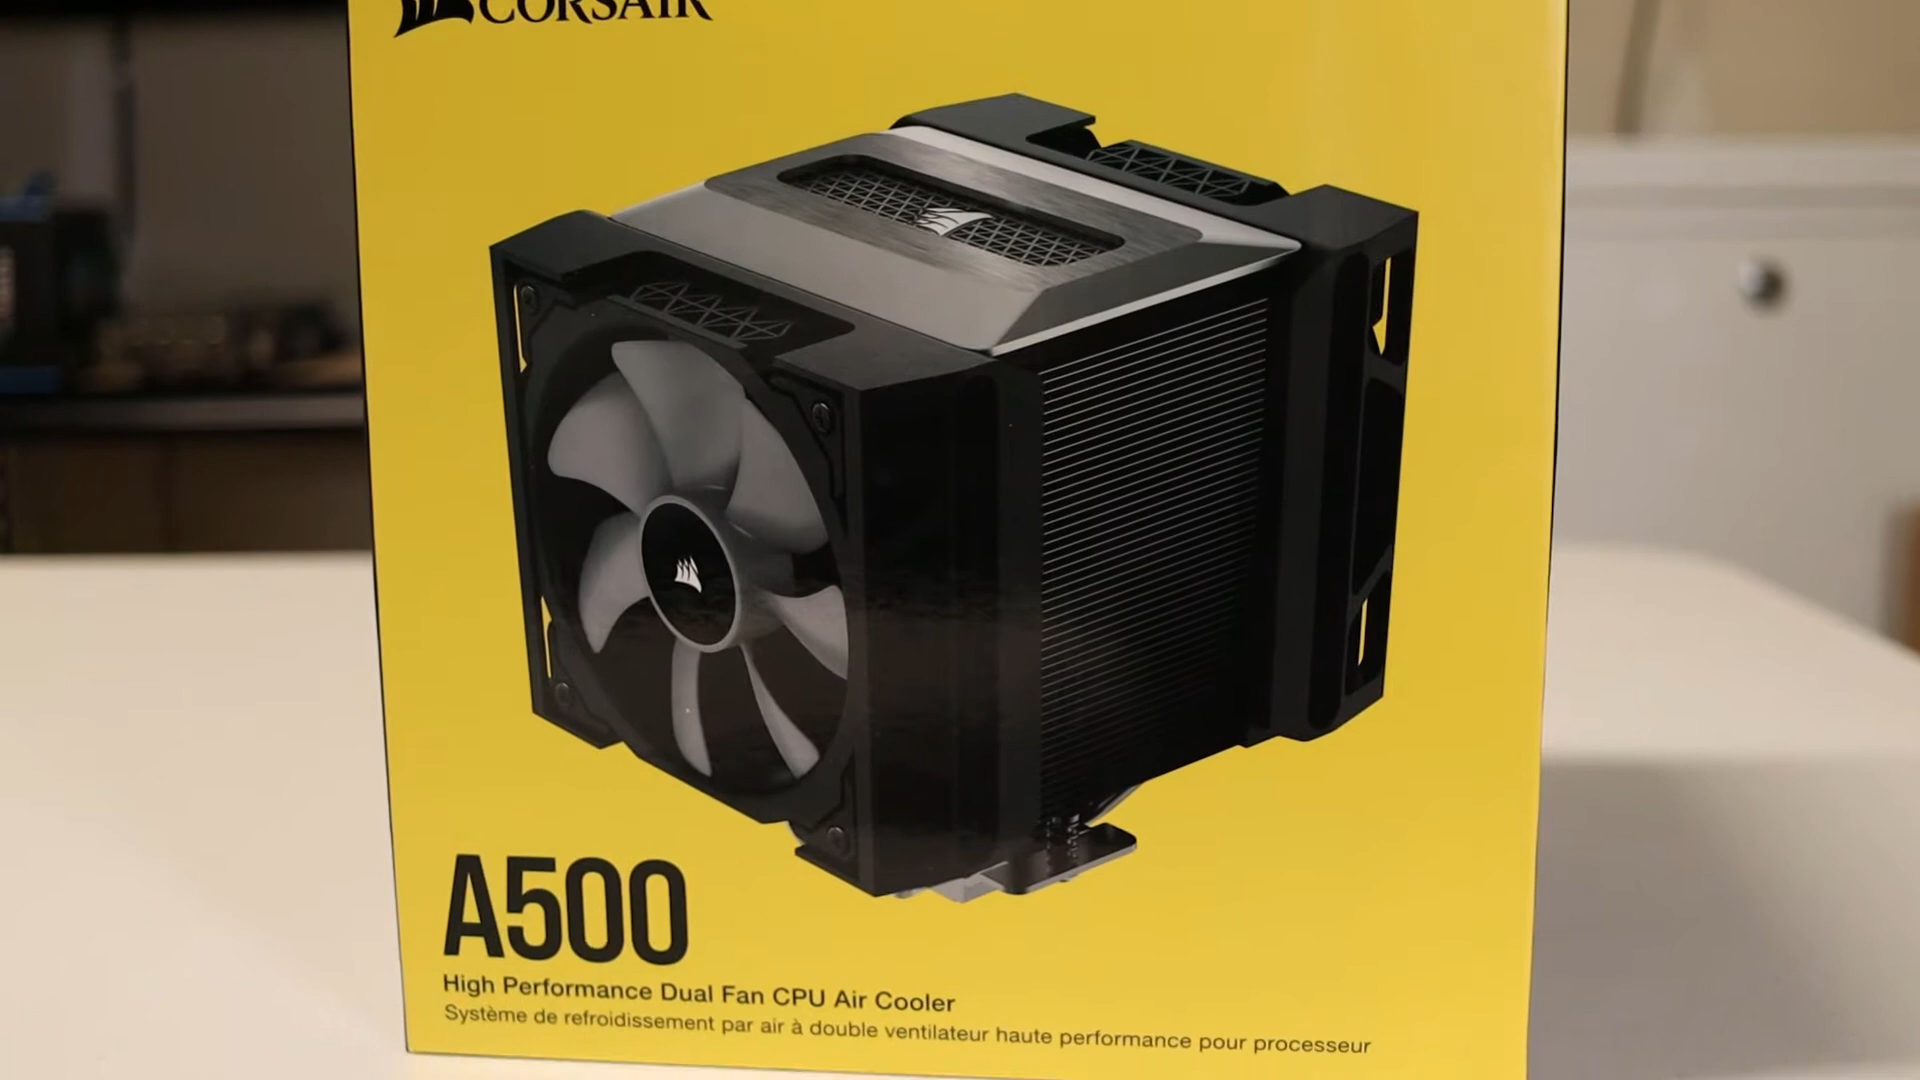 CORSAIR
A500
High Performance Dual Fan CPU Air Cooler
Système de refroidissement par air à double ventilateur haute performance pour processeur